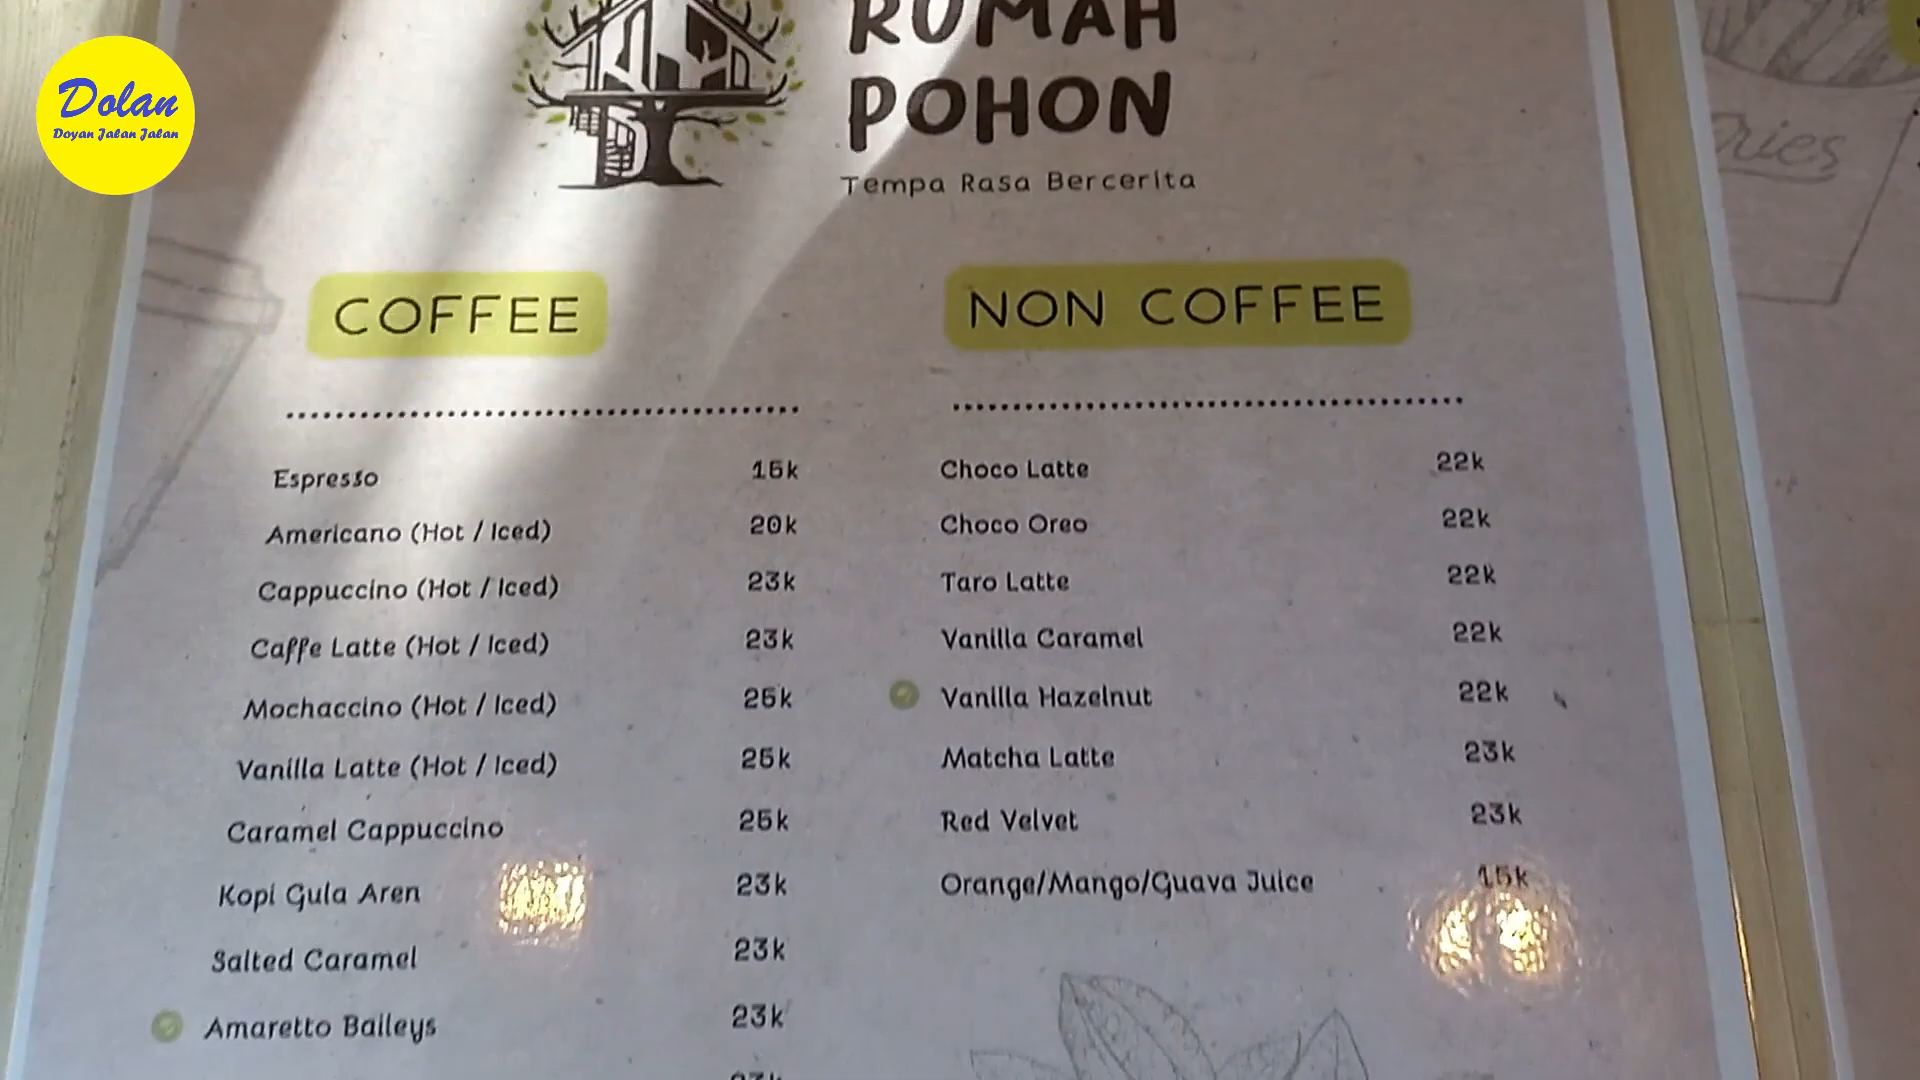 Dolan
Doyan Jalan Jalan
RUMAH
POHON
Tempa Rasa Bercerita
ries
COFFEE
Espresso 15k
Americano (Hot / Iced) 20k
Cappuccino (Hot / Iced) 23k
Caffe Latte (Hot / Iced) 23k
Mochaccino (Hot / Iced) 25k
Vanilla Latte (Hot / Iced) 25k
Caramel Cappuccino 25k
Kopi Gula Aren 23k
Salted Caramel 23k
Amaretto Baileys 23k
NON COFFEE
Choco Latte 22k
Choco Oreo 22k
Taro Latte 22k
Vanilla Caramel 22k
Vanilla Hazelnut 22k
Matcha Latte 23k
Red Velvet 23k
Orange/Mango/Guava Juice 15k